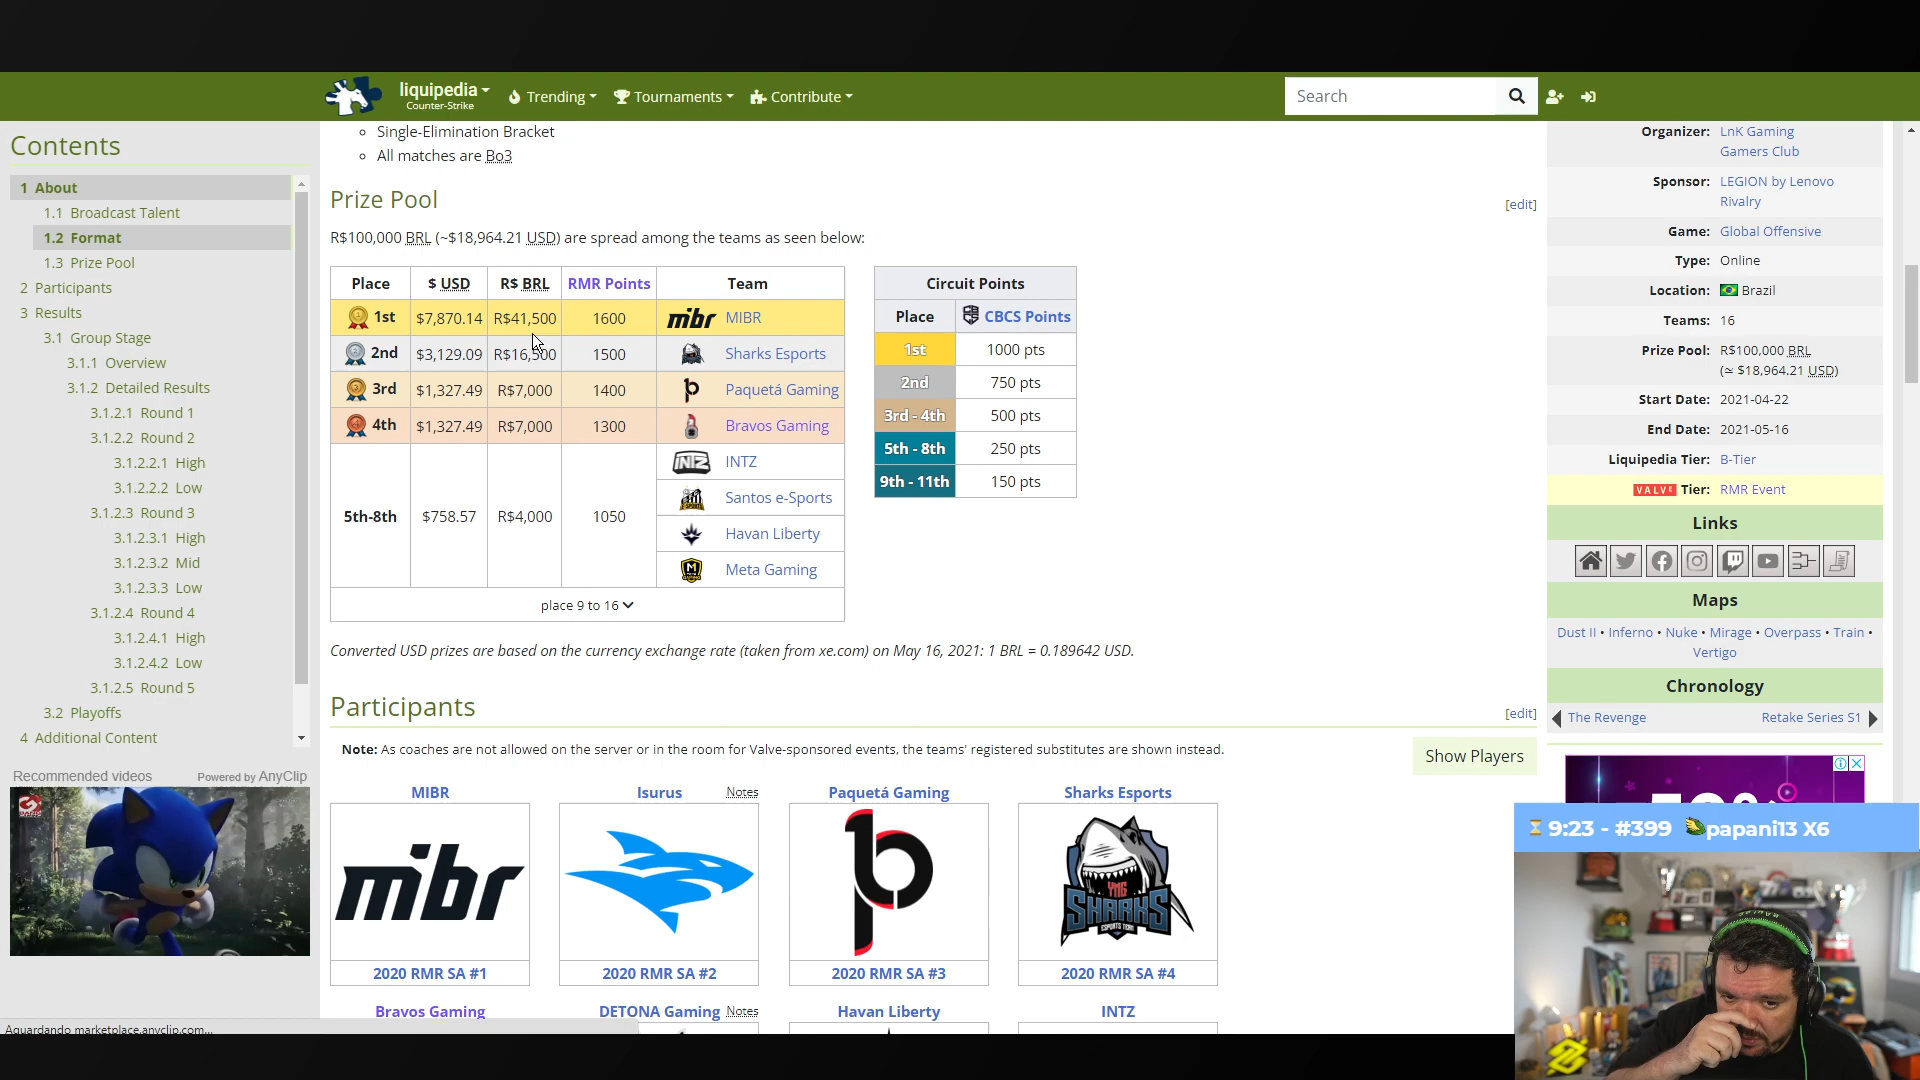 liquipedia
Counter-Strike
Trending
Tournaments
Contribute
Search
Contents
1 About
1.1 Broadcast Talent
1.2 Format
1.3 Prize Pool
2 Participants
3 Results
3.1 Group Stage
3.1.1 Overview
3.1.2 Detailed Results
3.1.2.1 Round 1
3.1.2.2 Round 2
3.1.2.2.1 High
3.1.2.2.2 Low
3.1.2.3 Round 3
3.1.2.3.1 High
3.1.2.3.2 Mid
3.1.2.3.3 Low
3.1.2.4 Round 4
3.1.2.4.1 High
3.1.2.4.2 Low
3.1.2.5 Round 5
3.2 Playoffs
4 Additional Content
Recommended videos
Powered by AnyClip
Aguardando marketplace.anyclip.com...
Single-Elimination Bracket
All matches are Bo3
Prize Pool
[edit]
R$100,000 BRL (~$18,964.21 USD) are spread among the teams as seen below:
Place $ USD R$ BRL RMR Points Team
1st $7,870.14 R$41,500 1600 mibr MIBR
2nd $3,129.09 R$16,500 1500 Sharks Esports
3rd $1,327.49 R$7,000 1400 Paquetá Gaming
4th $1,327.49 R$7,000 1300 Bravos Gaming
5th-8th $758.57 R$4,000 1050
INTZ INTZ
Santos e-Sports
Havan Liberty
Meta Gaming
place 9 to 16
Circuit Points
Place CBCS Points
1st 1000 pts
2nd 750 pts
3rd - 4th 500 pts
5th - 8th 250 pts
9th - 11th 150 pts
Converted USD prizes are based on the currency exchange rate (taken from xe.com) on May 16, 2021: 1 BRL = 0.189642 USD.
Participants
[edit]
Note: As coaches are not allowed on the server or in the room for Valve-sponsored events, the teams' registered substitutes are shown instead.
Show Players
MIBR
mibr
2020 RMR SA #1
Isurus Notes
2020 RMR SA #2
Paquetá Gaming
2020 RMR SA #3
Sharks Esports
YMG
SHARKS
ESPORTS TEAM
2020 RMR SA #4
Bravos Gaming
DETONA Gaming Notes
Havan Liberty
INTZ
Organizer: LnK Gaming
Gamers Club
Sponsor: LEGION by Lenovo
Rivalry
Game: Global Offensive
Type: Online
Location: Brazil
Teams: 16
Prize Pool: R$100,000 BRL
(≃ $18,964.21 USD)
Start Date: 2021-04-22
End Date: 2021-05-16
Liquipedia Tier: B-Tier
VALVE Tier: RMR Event
Links
Maps
Dust II • Inferno • Nuke • Mirage • Overpass • Train •
Vertigo
Chronology
The Revenge
Retake Series S1
9:23 - #399 papani13 X6